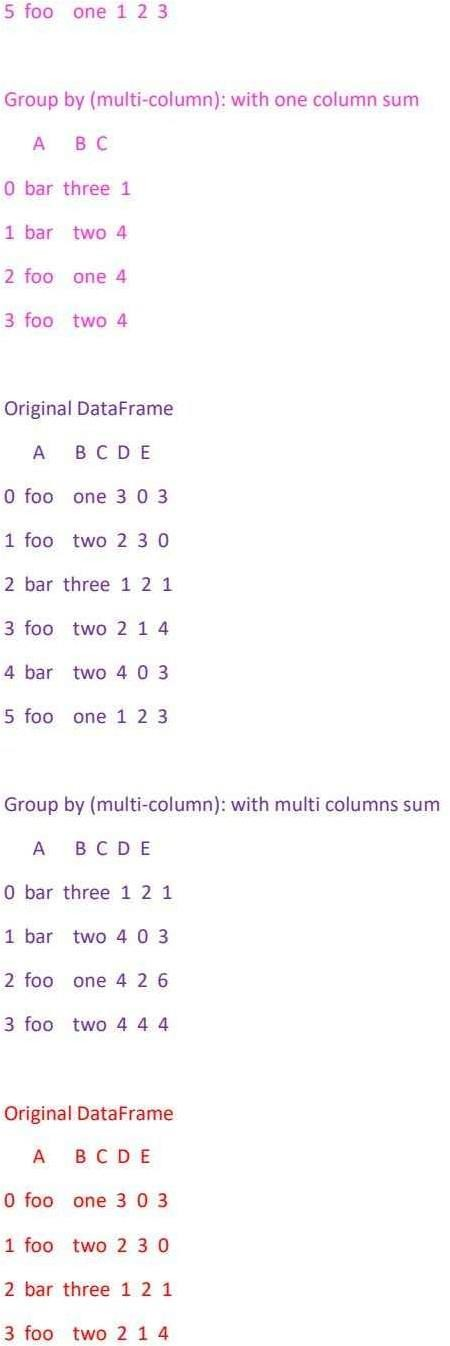 5 foo one 1 2 3
Group by (multi-column): with one column sum
A B C
0 bar three 1
1 bar two 4
2 foo one 4
3 foo two 4
Original DataFrame
A B C D E
0 foo one 3 0 3
1 foo two 2 3 0
2 bar three 1 2 1
3 foo two 2 1 4
4 bar two 4 0 3
5 foo one 1 2 3
Group by (multi-column): with multi columns sum
A B C D E
0 bar three 1 2 1
1 bar two 4 0 3
2 foo one 4 2 6
3 foo two 4 4 4
Original DataFrame
A B C D E
0 foo one 3 0 3
1 foo two 2 3 0
2 bar three 1 2 1
3 foo two 2 1 4